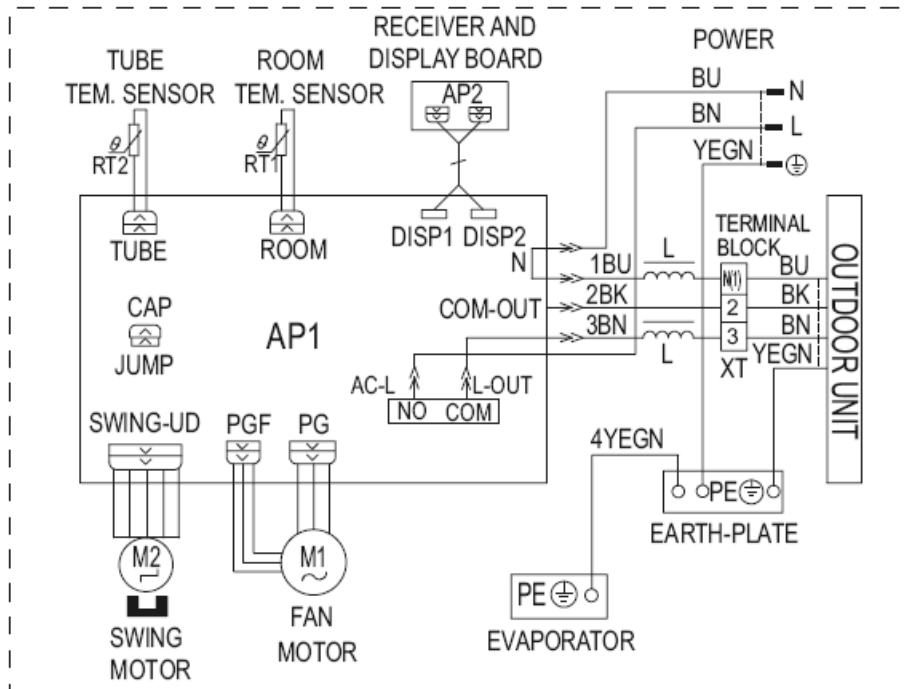 RECEIVER AND
DISPLAY BOARD
AP2
TUBE
TEM. SENSOR
ROOM
TEM. SENSOR
POWER
BU
N
BN
L
YEGN
θ
RT2
θ
RT1
TUBE
ROOM
DISP1 DISP2
N
1BU
L
TERMINAL
BLOCK
N(1)
BU
COM-OUT
2BK
2
BK
3BN
L
3
BN
XT
YEGN
OUTDOOR UNIT
CAP
JUMP
AP1
AC-L
L-OUT
NO COM
SWING-UD
PGF
PG
4YEGN
PE
EARTH-PLATE
M2
M1
SWING
MOTOR
FAN
MOTOR
PE
EVAPORATOR